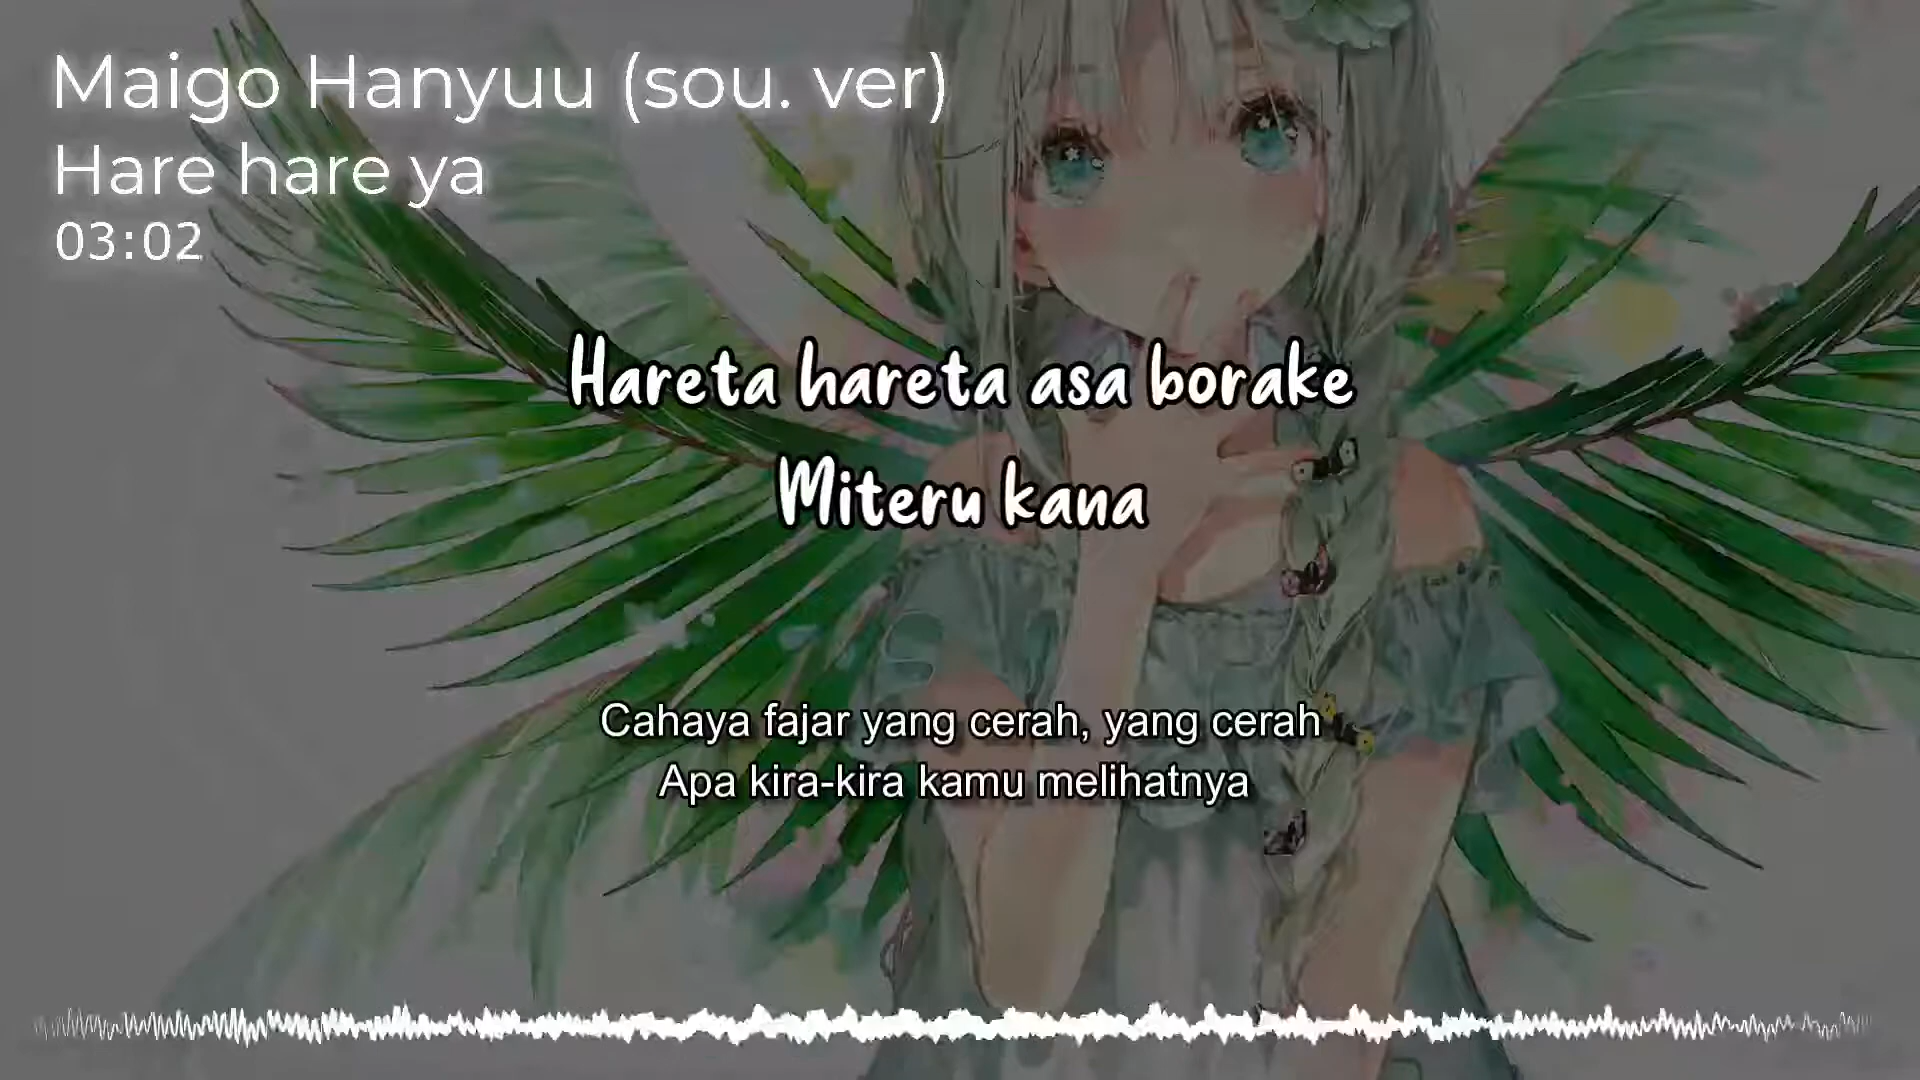 Maigo Hanyuu (sou. ver)
Hare hare ya
03:02
Hareta hareta asa borake
Miteru kana
Cahaya fajar yang cerah, yang cerah
Apa kira-kira kamu melihatnya